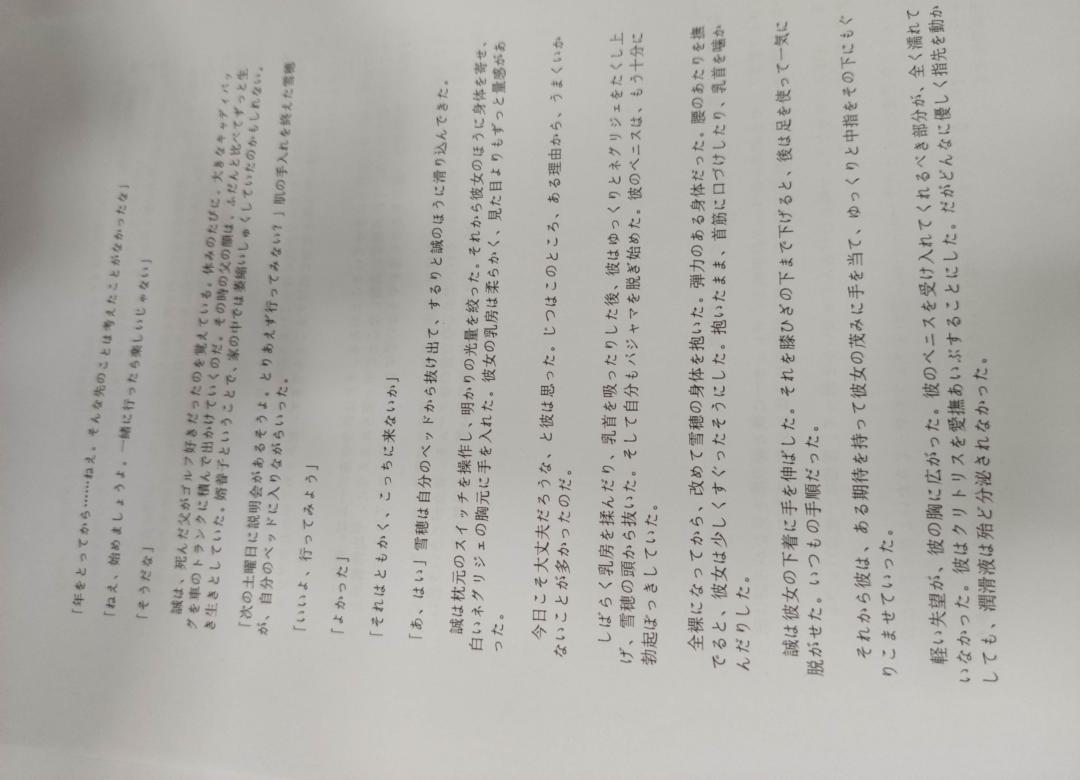 「年をとってから……ねえ。そんな先のことは考えたことがなかったな」
「ねえ、始めましょうよ。一緒に行ったら楽しいじゃない」
「そうだな」
誠は、死んだ父がゴルフ好きだったのを覚えている。休みのたびに、大きなキャディバッ
グを車のトランクに積んで出かけていくのだ。その時の父の顔は、ふだんと比べてずっと生
き生きとしていた。婿養子ということで、家の中では萎縮いしゅくしていたのかもしれない。
「次の土曜日に説明会があるそうよ。とりあえず行ってみない?」肌の手入れを終えた雪穂
が、自分のベッドに入りながらいった。
「いいよ、行ってみよう」
「よかった」
「それはともかく、こっちに来ないか」
「あ、はい」雪穂は自分のベッドから抜け出て、するりと誠のほうに滑り込んできた。
誠は枕元のスイッチを操作し、明かりの光量を絞った。それから彼女のほうに身体を寄せ、
白いネグリジェの胸元に手を入れた。彼女の乳房は柔らかく、見た目よりもずっと量感があ
った。
今日こそ大丈夫だろうな、と彼は思った。じつはこのところ、ある理由から、うまくいか
ないことが多かったのだ。
しばらく乳房を揉んだり、乳首を吸ったりした後、彼はゆっくりとネグリジェをたくし上
げ、雪穂の頭から抜いた。そして自分もパジャマを脱ぎ始めた。彼のペニスは、もう十分に
勃起ぼっきしていた。
全裸になってから、改めて雪穂の身体を抱いた。弾力のある身体だった。腰のあたりを撫
でると、彼女は少しくすぐったそうにした。抱いたまま、首筋に口づけしたり、乳首を噛か
んだりした。
誠は彼女の下着に手を伸ばした。それを膝ひざの下まで下げると、後は足を使って一気に
脱がせた。いつもの手順だった。
それから彼は、ある期待を持って彼女の茂みに手を当て、ゆっくりと中指をその下にもぐ
りこませていった。
軽い失望が、彼の胸に広がった。彼のペニスを受け入れてくれるべき部分が、全く濡れて
いなかった。彼はクリトリスを愛撫あいぶすることにした。だがどんなに優しく指先を動か
しても、潤滑液は殆ど分泌されなかった。